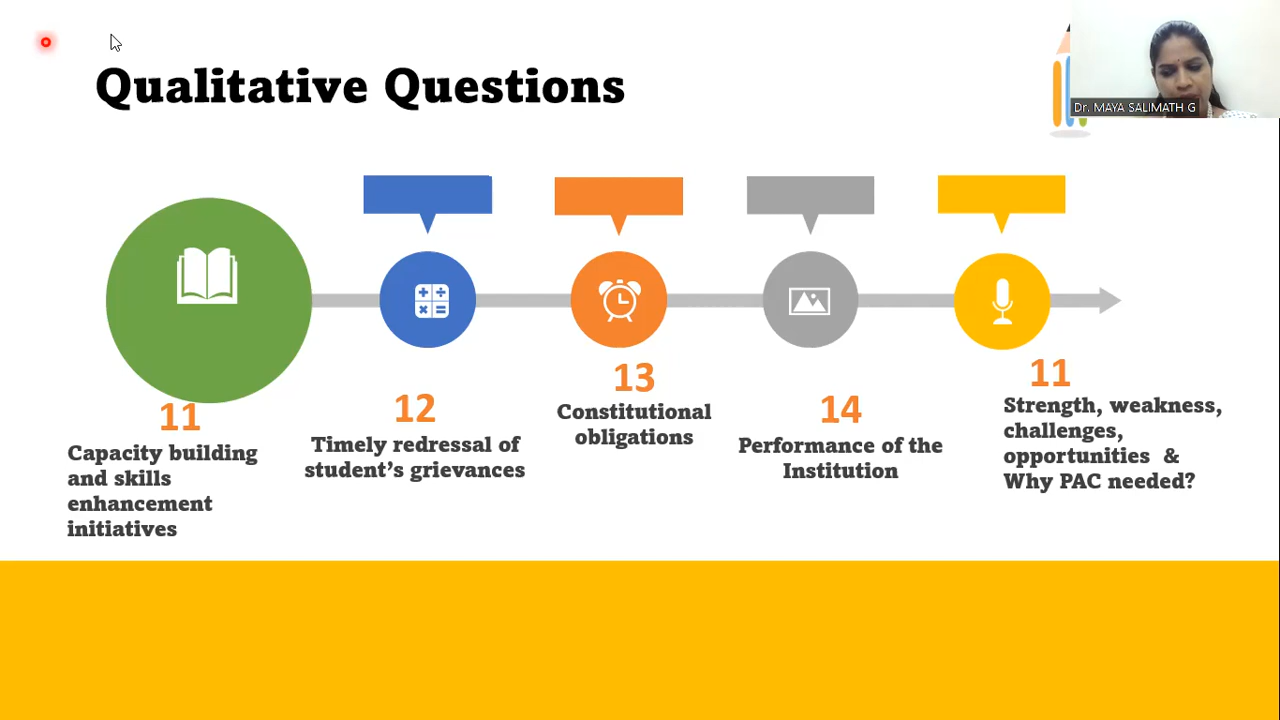 Qualitative Questions
Dr. MAYA SALIMATH G
11
Capacity building
and skills
enhancement
initiatives
12
Timely redressal of
student’s grievances
13
Constitutional
obligations
14
Performance of the
Institution
11
Strength, weakness,
challenges,
opportunities &
Why PAC needed?